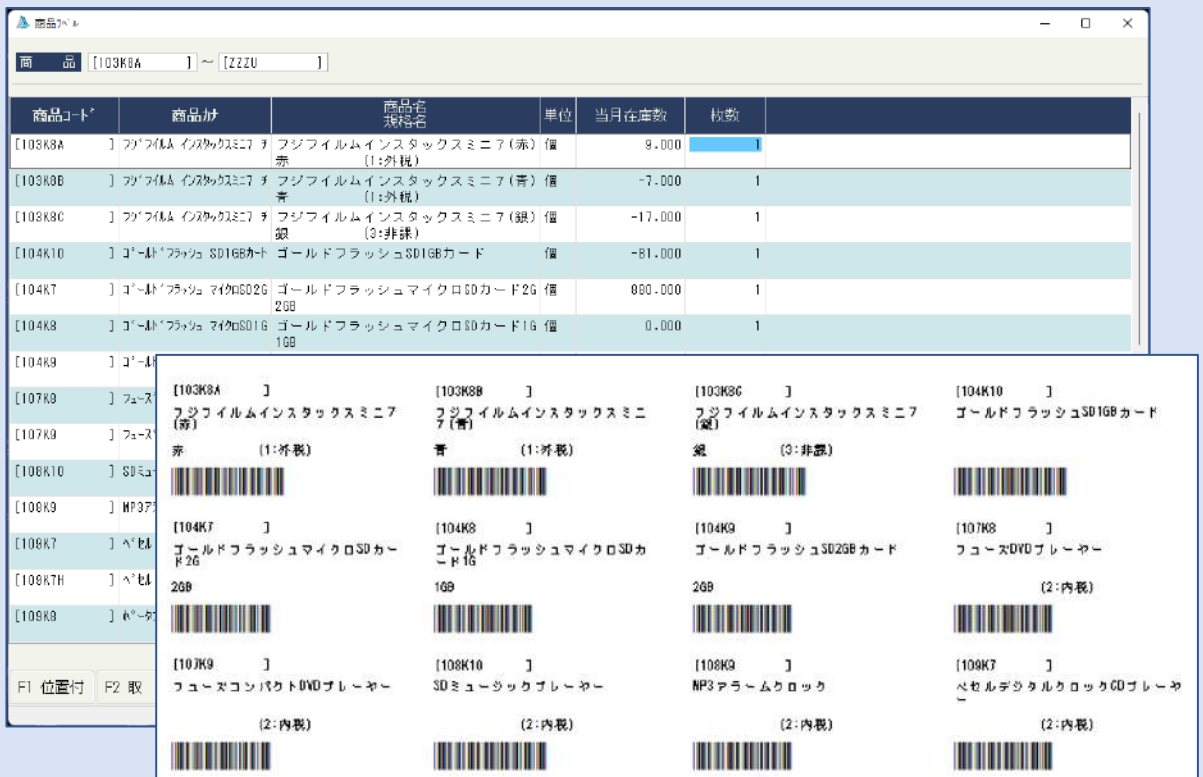 商品ﾗﾍﾞﾙ
商　品 [103K8A ] ～ [ZZZU ]
商品ｺｰﾄﾞ 商品ｶﾅ 商品名 単位 当月在庫数 枚数
規格名
[103K8A ] ﾌｼﾞﾌｲﾙﾑ ｲﾝｽﾀｯｸｽﾐﾆ7 ﾁ フジフイルムインスタックスミニ７(赤) 個 9.000 1
赤 (1:外税)
[103K8B ] ﾌｼﾞﾌｲﾙﾑ ｲﾝｽﾀｯｸｽﾐﾆ7 ﾁ フジフイルムインスタックスミニ７(青) 個 -7.000 1
青 (1:外税)
[103K8C ] ﾌｼﾞﾌｲﾙﾑ ｲﾝｽﾀｯｸｽﾐﾆ7 ﾁ フジフイルムインスタックスミニ７(銀) 個 -17.000 1
銀 (3:非課)
[104K10 ] ｺﾞｰﾙﾄﾞﾌﾗｯｼｭ SD1GBｶｰﾄ ゴールドフラッシュSD1GBカード 個 -81.000 1
[104K7 ] ｺﾞｰﾙﾄﾞﾌﾗｯｼｭ ﾏｲｸﾛSD2G ゴールドフラッシュマイクロSDカード2G 個 1
2GB
[104K8 ] ｺﾞｰﾙﾄﾞﾌﾗｯｼｭ ﾏｲｸﾛSD1G ゴールドフラッシュマイクロSDカード1G 個 0.000 1
1GB
[104K9 ] ｺﾞｰﾙ
[107K8 ] ﾌｭｰｽﾞ
[107K9 ] ﾌｭｰｽﾞ
[108K10 ] SDﾐｭ
[108K9 ] MP3ｱ
[109K7 ] ﾍﾞｾﾙ
[109K7H ] ﾍﾞｾﾙ
[109K8 ] ﾎﾟｰﾀ
F1 位置付 F2 取
[103K8A ] [103K8B ] [103K8C ] [104K10 ]
フジフイルムインスタックスミニ７ フジフイルムインスタックスミニ フジフイルムインスタックスミニ７ ゴールドフラッシュSD1GBカード
(赤) ７(青) (銀)
赤 (1:外税) 青 (1:外税) 銀 (3:非課)
[104K7 ] [104K8 ] [104K9 ] [107K8 ]
ゴールドフラッシュマイクロSDカー ゴールドフラッシュマイクロSDカ ゴールドフラッシュSD2GBカード フューズDVDプレーヤー
ド2G ード1G
2GB 1GB 2GB (2:内税)
[107K9 ] [108K10 ] [108K9 ] [109K7 ]
フューズコンパクトDVDプレーヤー SDミュージックプレーヤー MP3アラームクロック ベセルデジタルクロックCDプレーヤ
ー
(2:内税) (2:内税) (2:内税) (2:内税)